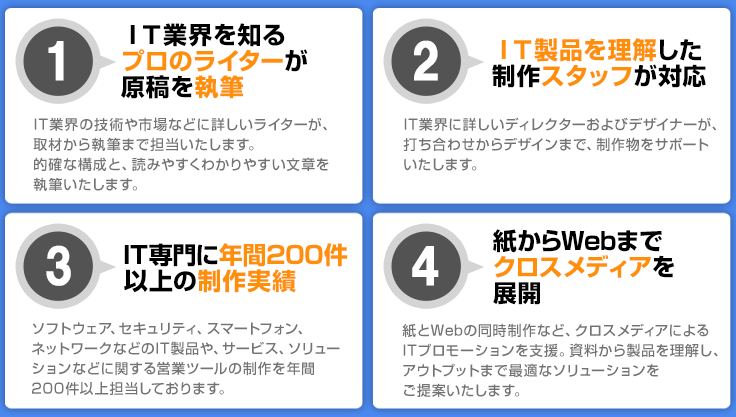 1
IT業界を知る
プロのライターが
原稿を執筆
IT業界の技術や市場などに詳しいライターが、
取材から執筆まで担当いたします。
的確な構成と、読みやすくわかりやすい文章を
執筆いたします。
2
IT製品を理解した
制作スタッフが対応
IT業界に詳しいディレクターおよびデザイナーが、
打ち合わせからデザインまで、制作物をサポート
いたします。
3
IT専門に年間200件
以上の制作実績
ソフトウェア、セキュリティ、スマートフォン、
ネットワークなどのIT製品や、サービス、ソリュー
ションなどに関する営業ツールの制作を年間
200件以上担当しております。
4
紙からWebまで
クロスメディアを
展開
紙とWebの同時制作など、クロスメディアによる
ITプロモーションを支援。資料から製品を理解し、
アウトプットまで最適なソリューションを
ご提案いたします。